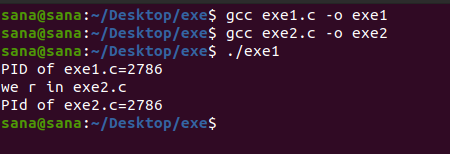 sana@sana:~/Desktop/exe$ gcc exe1.c -o exe1
sana@sana:~/Desktop/exe$ gcc exe2.c -o exe2
sana@sana:~/Desktop/exe$ ./exe1
PID of exe1.c=2786
we r in exe2.c
PId of exe2.c=2786
sana@sana:~/Desktop/exe$